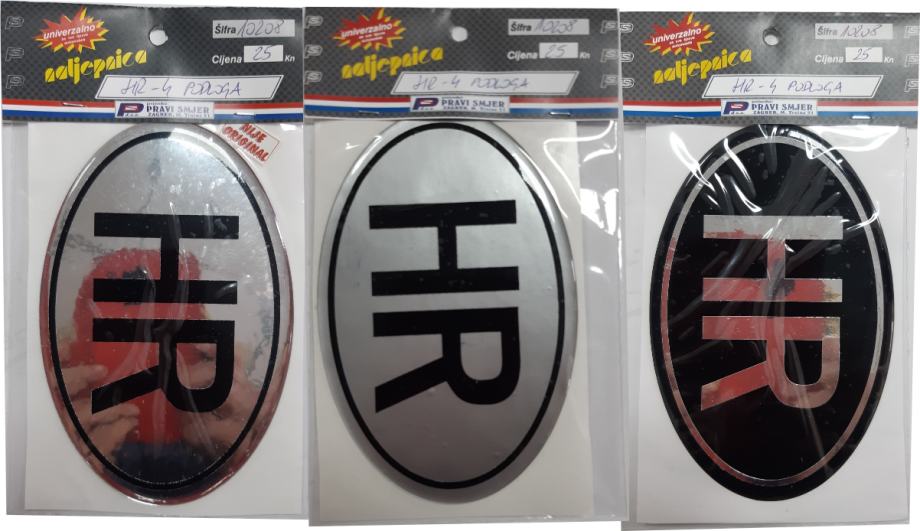 univerzalno
naljepnica
Šifra 10208
Cijena 25 Kn
HR-4 PODLOGA
PRAVI SMJER
ZAGREB, M. Trnine 21
NIJE
ORIGINAL
HR
univerzalno
naljepnica
Šifra 10208
Cijena 25 Kn
HR-4 PODLOGA
PRAVI SMJER
HR
univerzalno
naljepnica
Šifra 10208
Cijena 25 Kn
HR-4 PODLOGA
PRAVI SMJER
HR